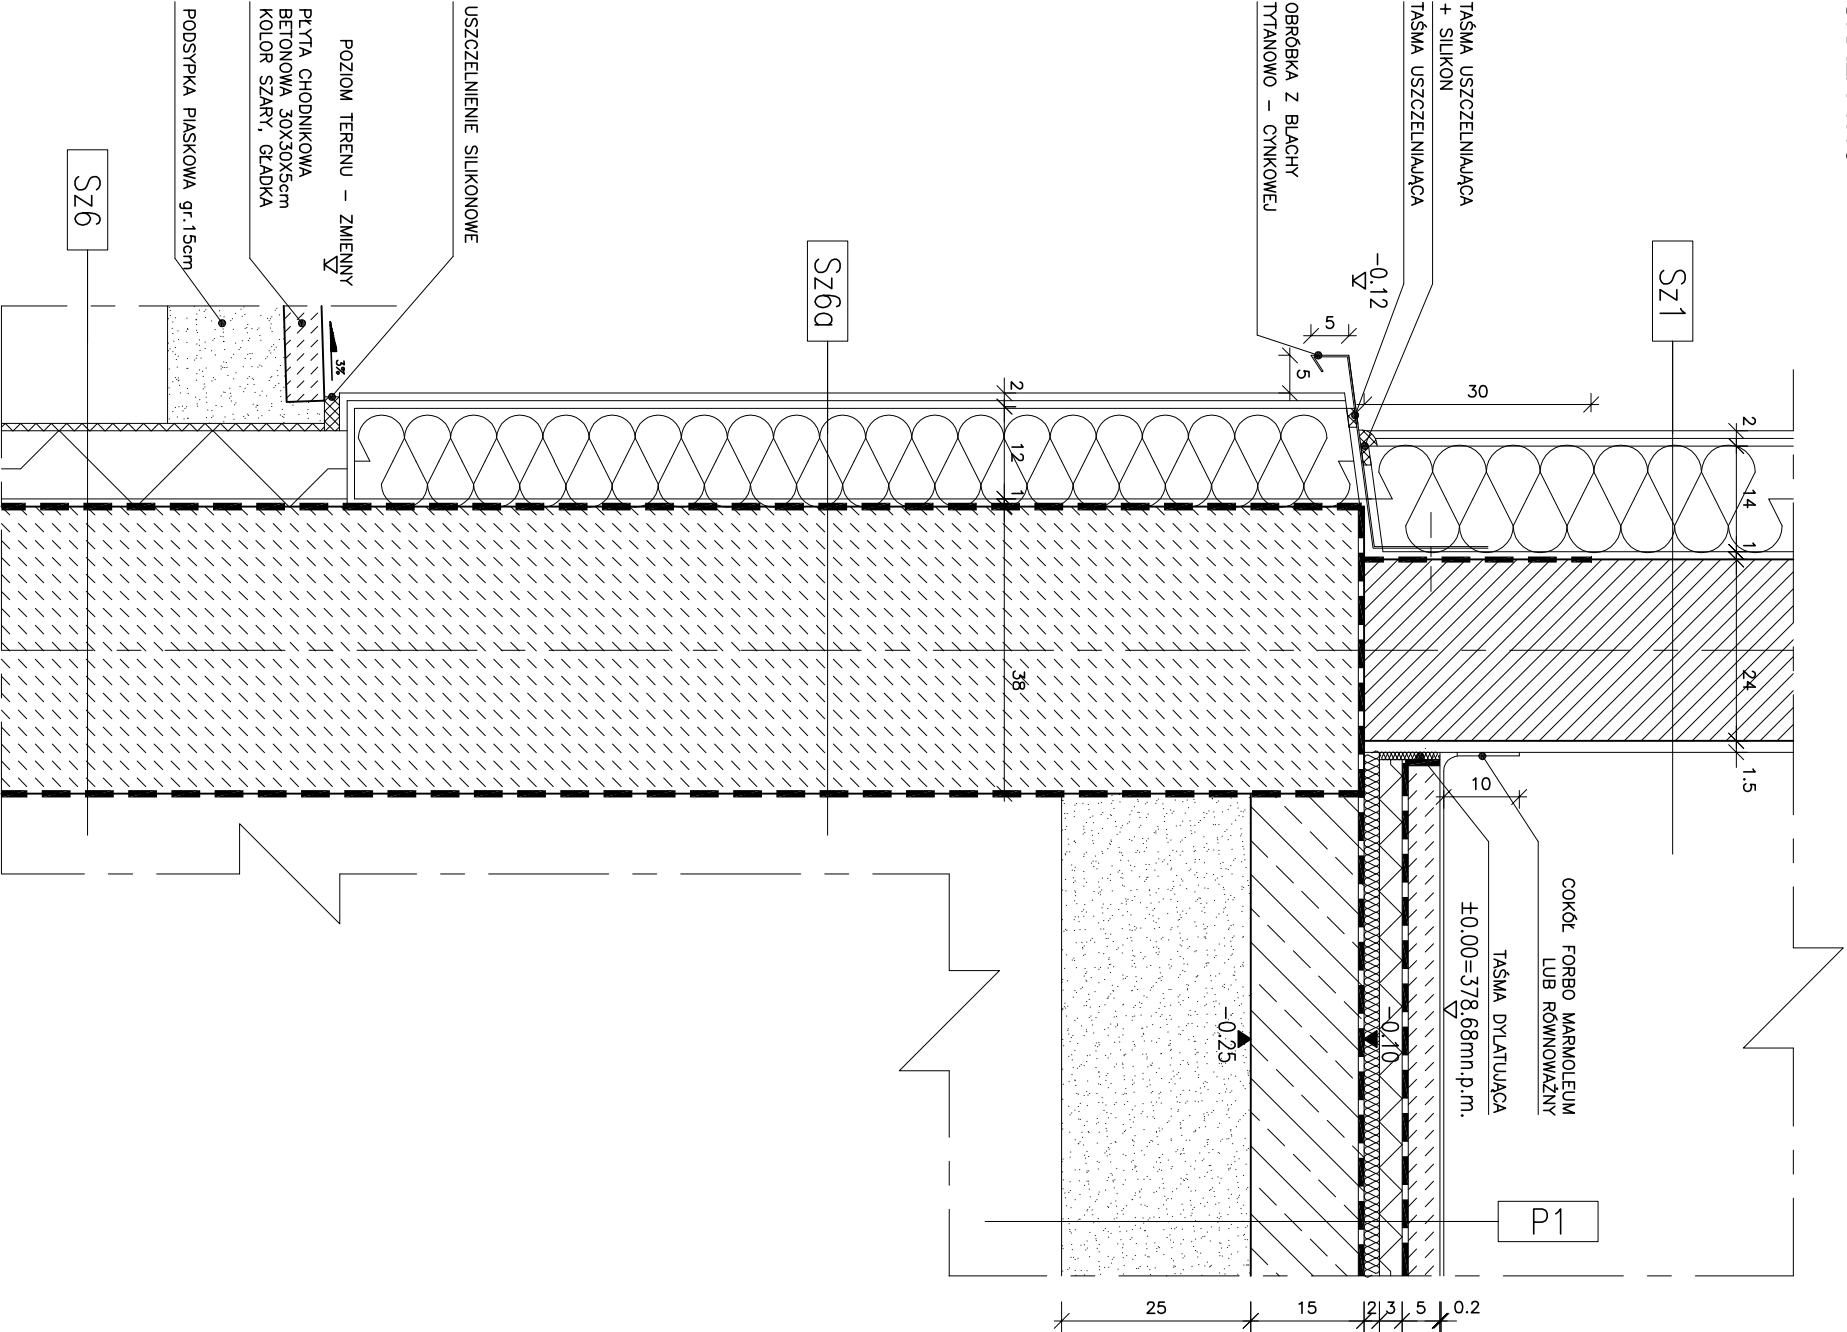 TAŚMA USZCZELNIAJĄCA
+ SILIKON
TAŚMA USZCZELNIAJĄCA
OBRÓBKA Z BLACHY
TYTANOWO - CYNKOWEJ
USZCZELNIENIE SILIKONOWE
POZIOM TERENU - ZMIENNY
PŁYTA CHODNIKOWA
BETONOWA 30X30X5cm
KOLOR SZARY, GŁADKA
PODSYPKA PIASKOWA gr.15cm
Sz1
-0.12
Sz6a
Sz6
3%
5
5
30
2
14
1
24
1.5
2
12
1
38
10
COKÓŁ FORBO MARMOLEUM
LUB RÓWNOWAŻNY
TAŚMA DYLATUJĄCA
±0.00=378.68mn.p.m.
-0.10
-0.25
P1
25
15
2
3
5
0.2